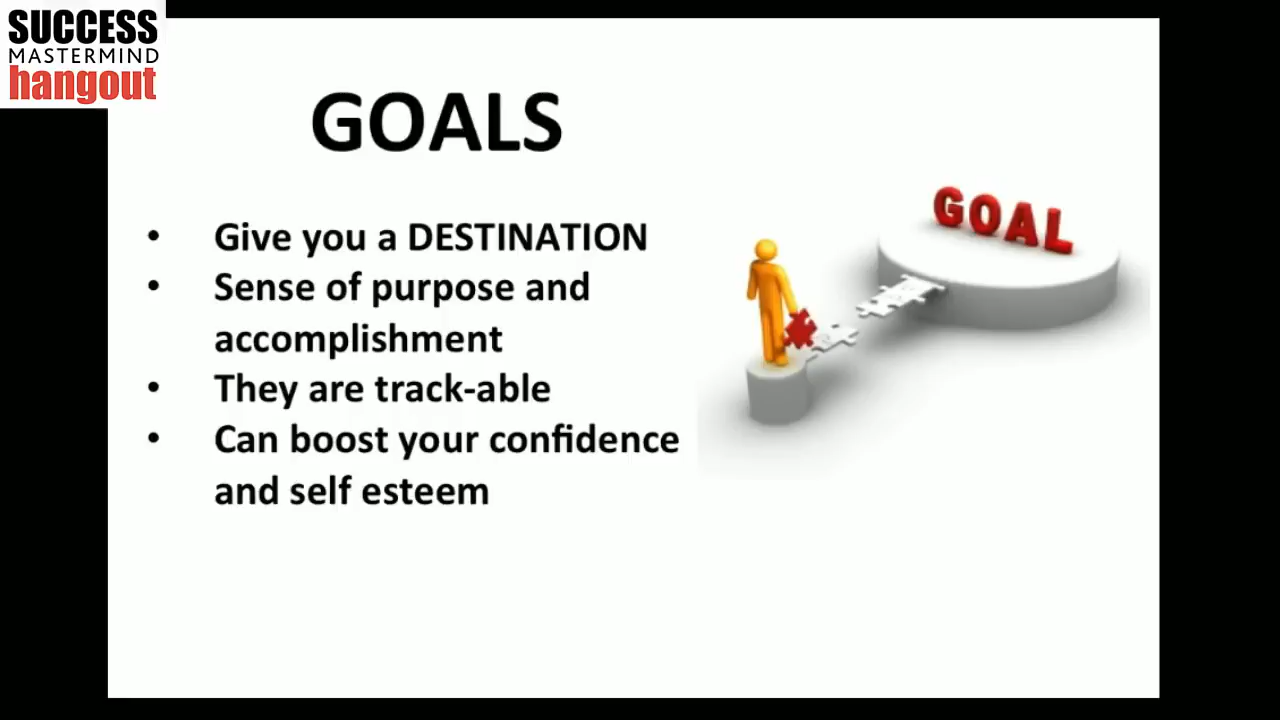 SUCCESS
MASTERMIND
hangout
GOALS
• Give you a DESTINATION
• Sense of purpose and
accomplishment
• They are track-able
• Can boost your confidence
and self esteem
GOAL